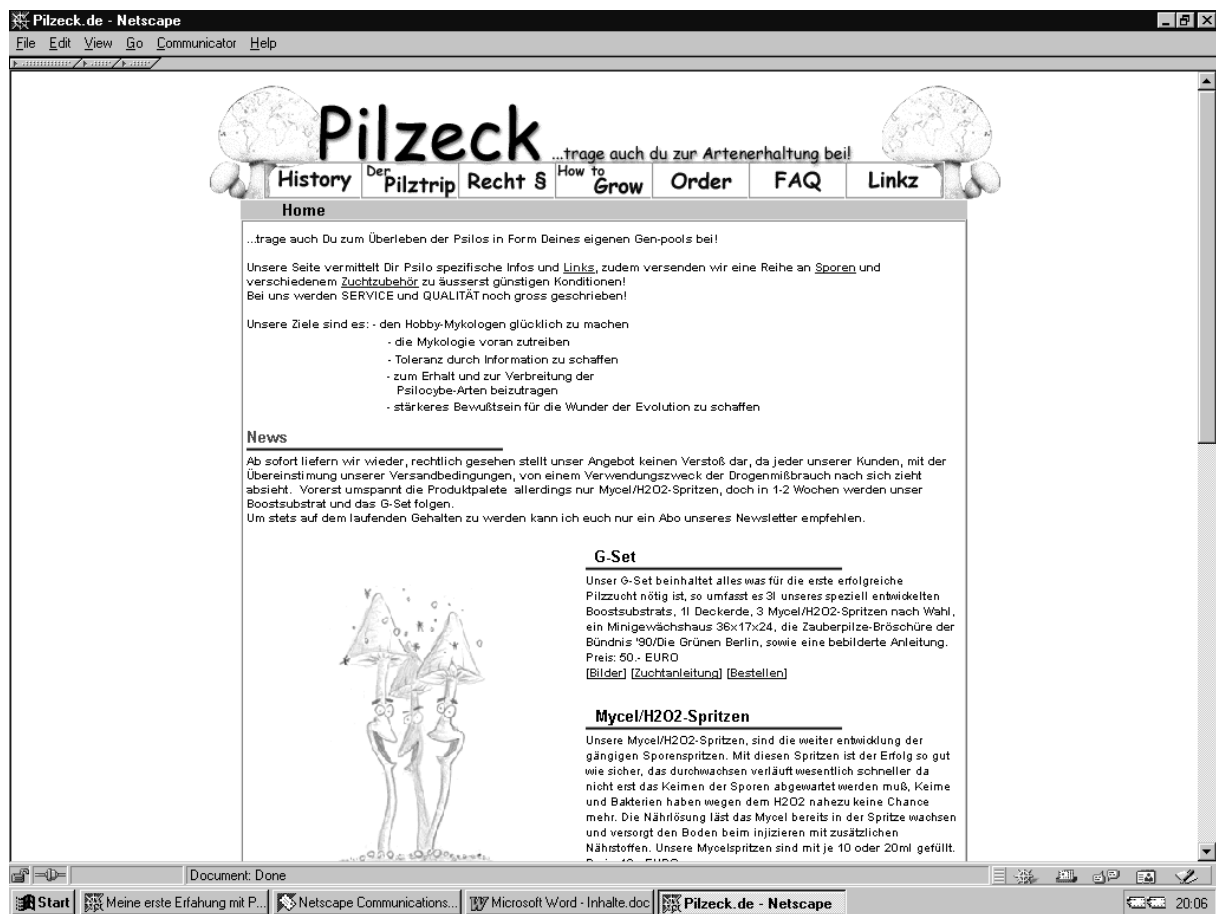 Pilzeck.de - Netscape
File Edit View Go Communicator Help
Pilzeck ...trage auch du zur Artenerhaltung bei!
History Der Pilztrip Recht § How to Grow Order FAQ Linkz
Home
...trage auch Du zum Überleben der Psilos in Form Deines eigenen Gen-pools bei!
Unsere Seite vermittelt Dir Psilo spezifische Infos und Links, zudem versenden wir eine Reihe an Sporen und
verschiedenem Zuchtzubehör zu äusserst günstigen Konditionen!
Bei uns werden SERVICE und QUALITÄT noch gross geschrieben!
Unsere Ziele sind es: - den Hobby-Mykologen glücklich zu machen
- die Mykologie voran zutreiben
- Toleranz durch Information zu schaffen
- zum Erhalt und zur Verbreitung der
Psilocybe-Arten beizutragen
- stärkeres Bewußtsein für die Wunder der Evolution zu schaffen
News
Ab sofort liefern wir wieder, rechtlich gesehen stellt unser Angebot keinen Verstoß dar, da jeder unserer Kunden, mit der
Übereinstimung unserer Versandbedingungen, von einem Verwendungszweck der Drogenmißbrauch nach sich zieht
absieht. Vorerst umspannt die Produktpalete allerdings nur Mycel/H2O2-Spritzen, doch in 1-2 Wochen werden unser
Boostsubstrat und das G-Set folgen.
Um stets auf dem laufenden Gehalten zu werden kann ich euch nur ein Abo unseres Newsletter empfehlen.
G-Set
Unser G-Set beinhaltet alles was für die erste erfolgreiche
Pilzzucht nötig ist, so umfasst es 3l unseres speziell entwickelten
Boostsubstrats, 1l Deckerde, 3 Mycel/H2O2-Spritzen nach Wahl,
ein Minigewächshaus 36x17x24, die Zauberpilze-Bröschüre der
Bündnis '90/Die Grünen Berlin, sowie eine bebilderte Anleitung.
Preis: 50.- EURO
[Bilder] [Zuchtanleitung] [Bestellen]
Mycel/H2O2-Spritzen
Unsere Mycel/H2O2-Spritzen, sind die weiter entwicklung der
gängigen Sporenspritzen. Mit diesen Spritzen ist der Erfolg so gut
wie sicher, das durchwachsen verläuft wesentlich schneller da
nicht erst das Keimen der Sporen abgewartet werden muß, Keime
und Bakterien haben wegen dem H2O2 nahezu keine Chance
mehr. Die Nährlösung läst das Mycel bereits in der Spritze wachsen
und versorgt den Boden beim injizieren mit zusätzlichen
Nährstoffen. Unsere Mycelspritzen sind mit je 10 oder 20ml gefüllt.
Document: Done
Start Meine erste Erfahung mit P... Netscape Communications... Microsoft Word - Inhalte.doc Pilzeck.de - Netscape 20:06